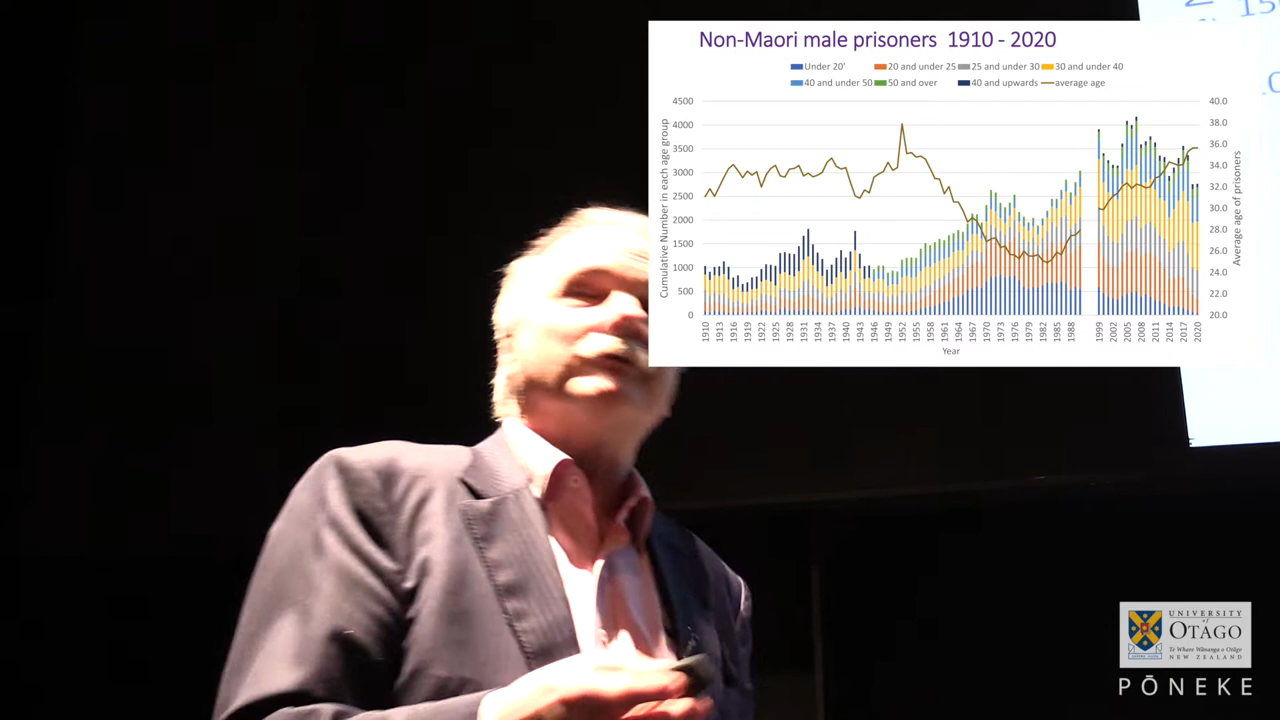 Non-Maori male prisoners 1910 - 2020
Under 20' 20 and under 25 25 and under 30 30 and under 40
40 and under 50 50 and over 40 and upwards average age
Cumulative Number in each age group
4500
4000
3500
3000
2500
2000
1500
1000
500
0
40.0
38.0
36.0
34.0
32.0
30.0
28.0
26.0
24.0
22.0
20.0
Average age of prisoners
1910 1913 1916 1919 1922 1925 1928 1931 1934 1937 1940 1943 1946 1949 1952 1955 1958 1961 1964 1967 1970 1973 1976 1979 1982 1985 1988 1999 2002 2005 2008 2011 2014 2017 2020
Year
UNIVERSITY
of
OTAGO
Te Whare Wānanga o Otāgo
NEW ZEALAND
PŌNEKE